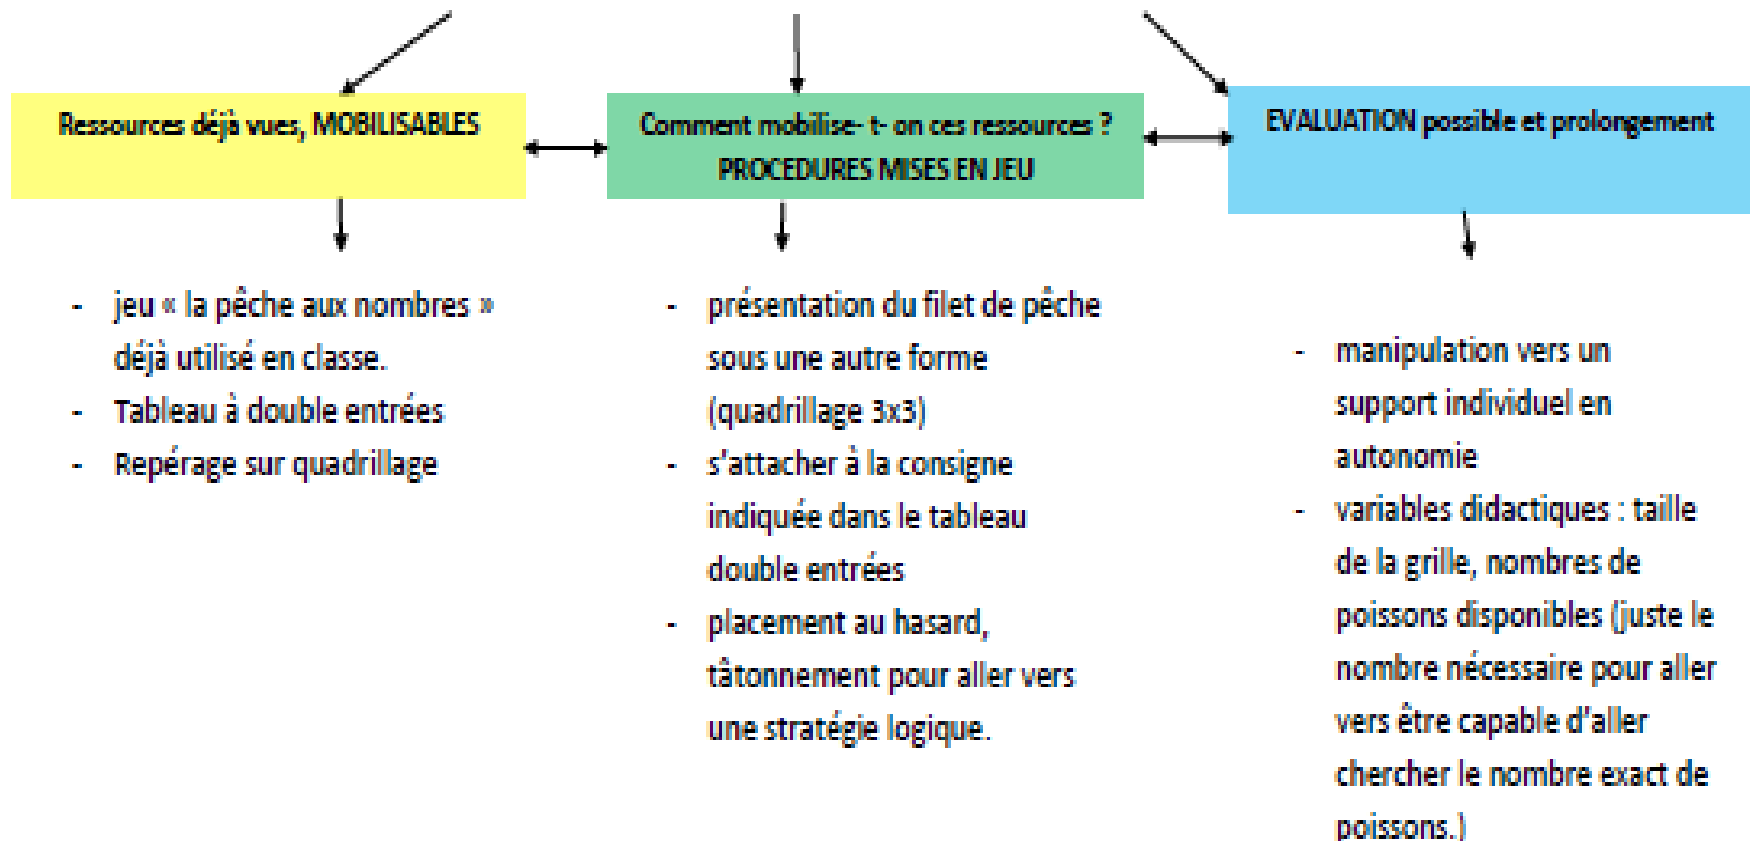 Ressources déjà vues, MOBILISABLES
Comment mobilise- t- on ces ressources ?
PROCEDURES MISES EN JEU
EVALUATION possible et prolongement
- jeu « la pêche aux nombres »
déjà utilisé en classe.
- Tableau à double entrées
- Repérage sur quadrillage
- présentation du filet de pêche
sous une autre forme
(quadrillage 3x3)
- s'attacher à la consigne
indiquée dans le tableau
double entrées
- placement au hasard,
tâtonnement pour aller vers
une stratégie logique.
- manipulation vers un
support individuel en
autonomie
- variables didactiques : taille
de la grille, nombres de
poissons disponibles (juste le
nombre nécessaire pour aller
vers être capable d'aller
chercher le nombre exact de
poissons.)